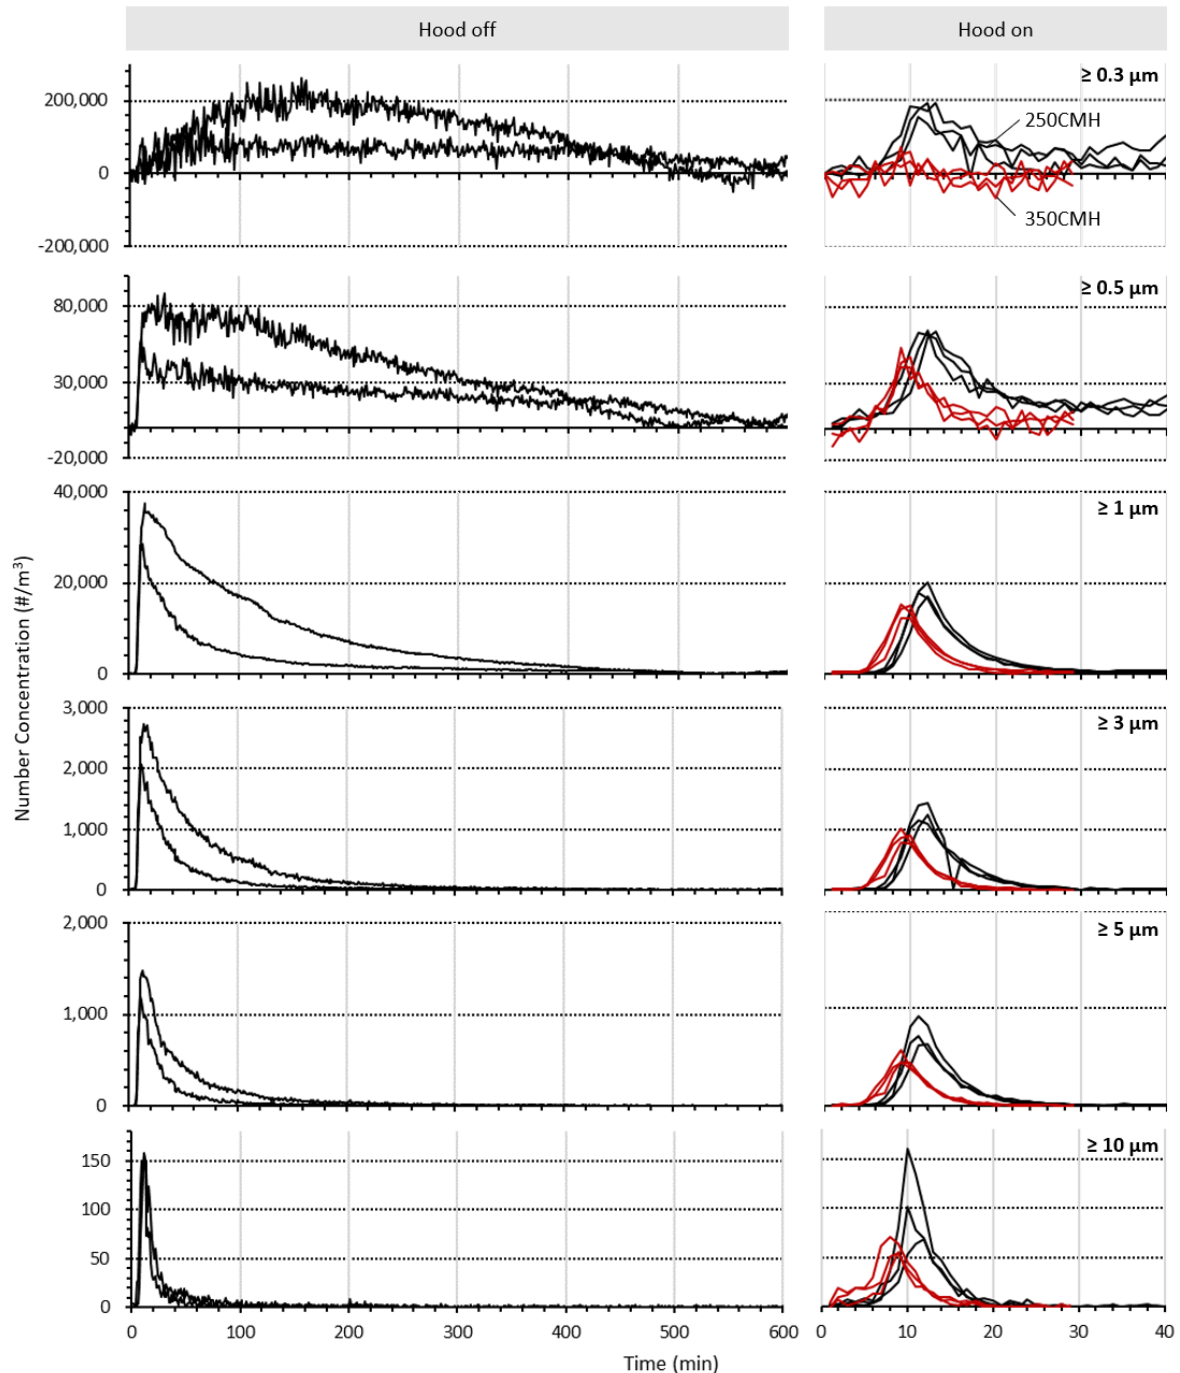 Hood off
Hood on
200,000
0
-200,000
≥ 0.3 µm
250CMH
350CMH
80,000
30,000
-20,000
≥ 0.5 µm
40,000
20,000
0
≥ 1 µm
3,000
2,000
1,000
0
≥ 3 µm
2,000
1,000
0
≥ 5 µm
150
100
50
0
≥ 10 µm
0 100 200 300 400 500 600
0 10 20 30 40
Number Concentration (#/m³)
Time (min)